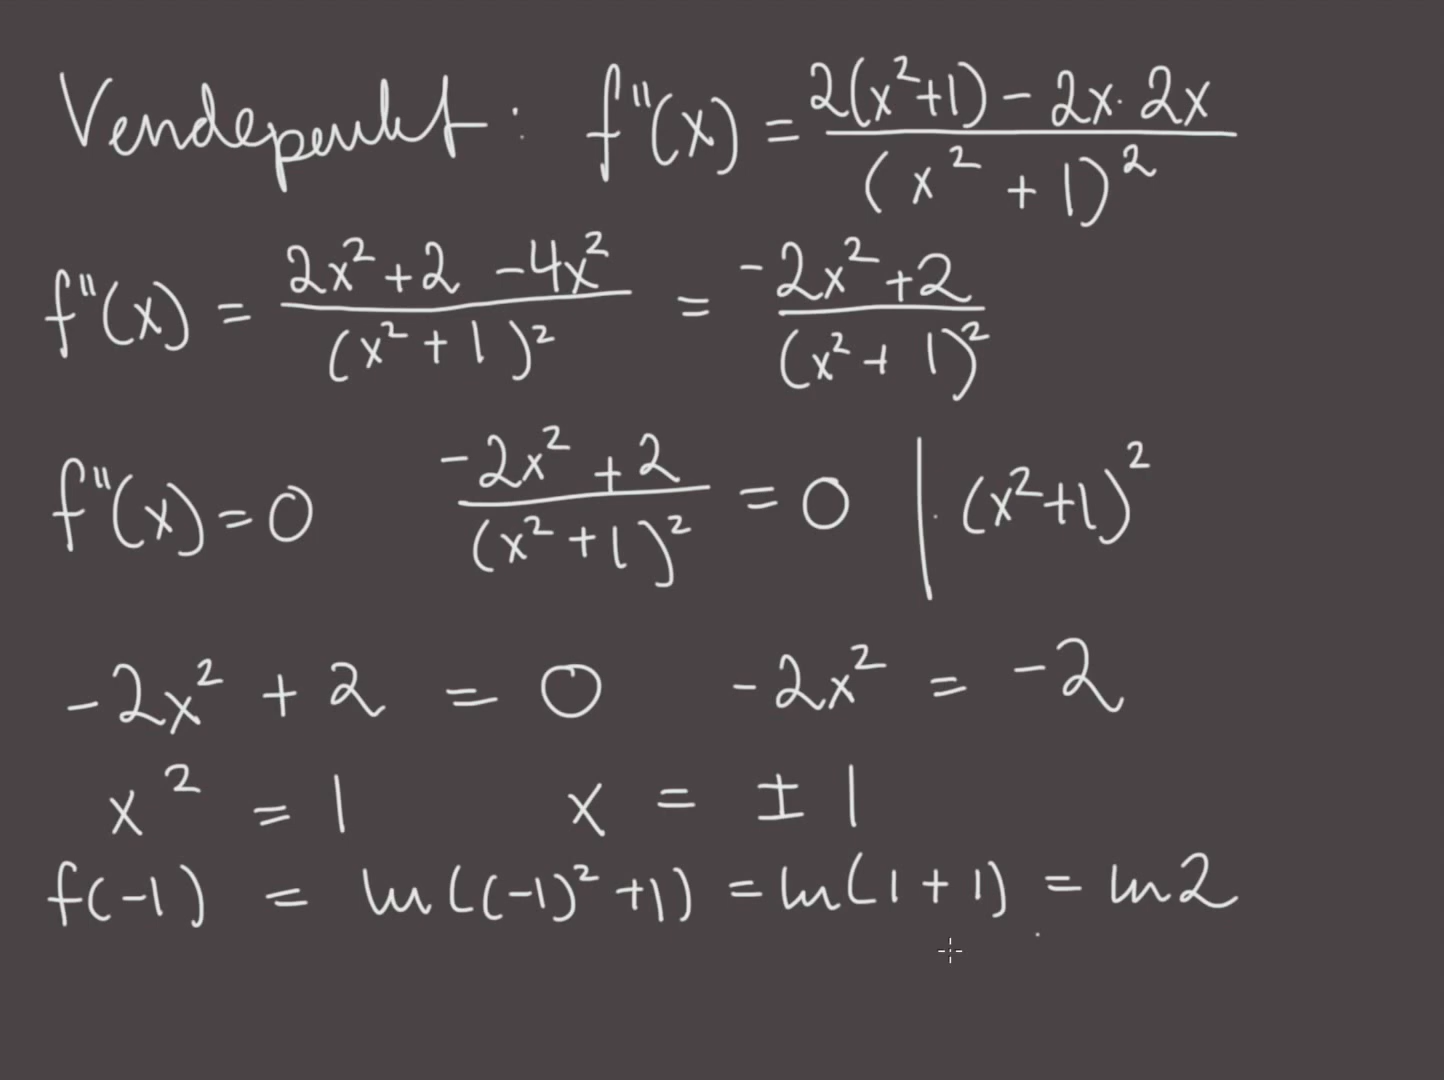 Vendepunkt: f''(x) = (2(x²+1) - 2x·2x)/(x² + 1)²
f''(x) = (2x²+2 -4x²)/(x²+1)² = (-2x²+2)/(x²+1)²
f''(x)=0 (-2x²+2)/(x²+1)² = 0 | · (x²+1)²
-2x² + 2 = 0 -2x² = -2
x² = 1 x = ± 1
f(-1) = ln((-1)²+1) = ln(1+1) = ln2